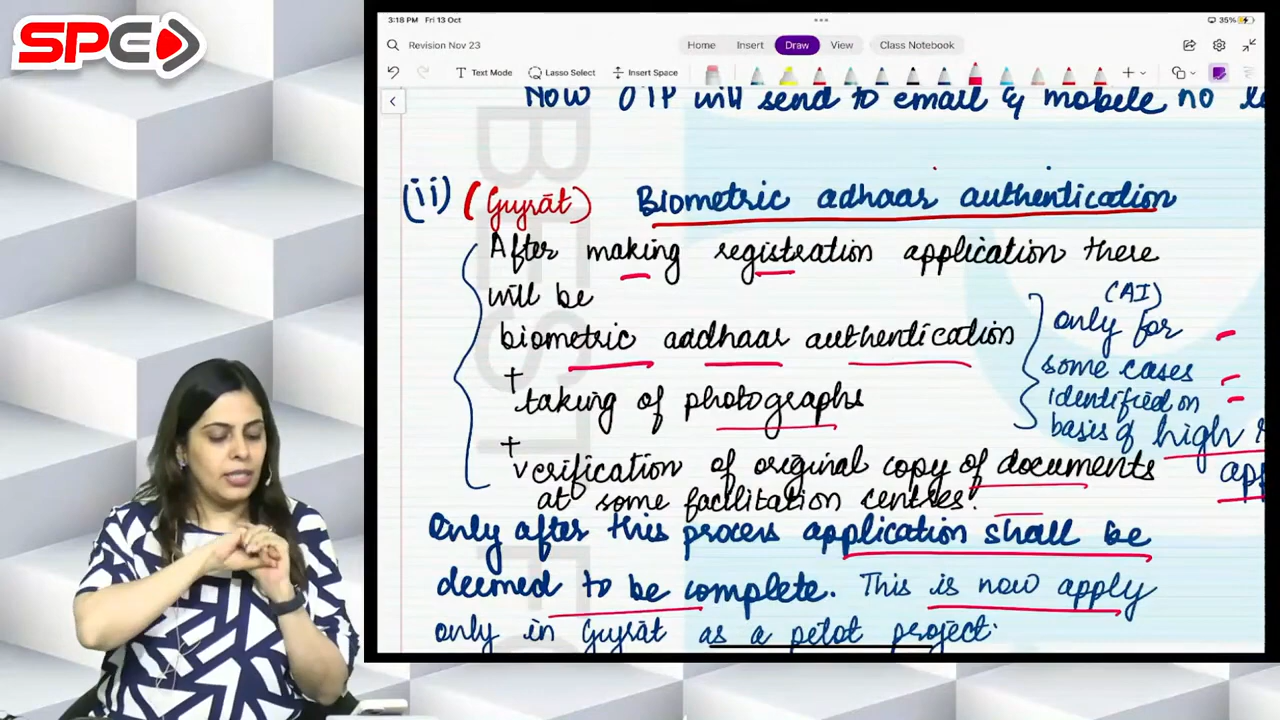 SPC
3:18 PM Fri 13 Oct
35%
Revision Nov 23
Home Insert Draw View Class Notebook
Text Mode Lasso Select Insert Space
Now OTP will send to email & mobile no
(ii) (Gujrāt) Biometric adhaar authentication
After making registration application there
will be
biometric aadhaar authentication
+
taking of photographs
+
verification of original copy of documents
at some facilitation centres.
(AI)
only for
some cases
identified on
basis of high
Only after this process application shall be
deemed to be complete. This is now apply
only in Gujrāt as a pilot project.
BEST F